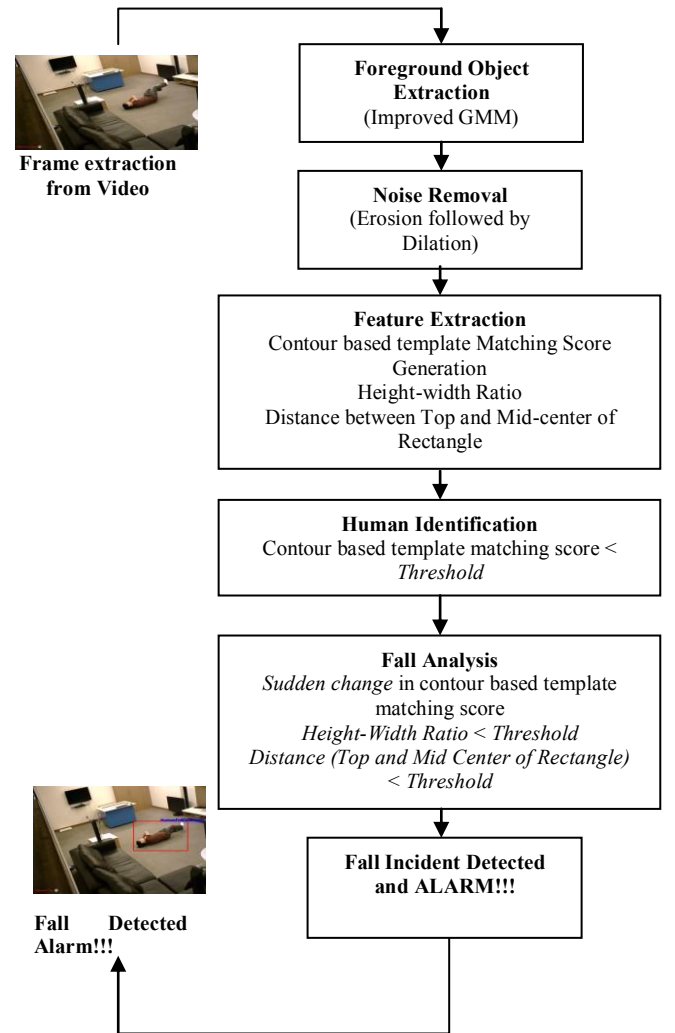 Frame extraction
from Video
Foreground Object
Extraction
(Improved GMM)
Noise Removal
(Erosion followed by
Dilation)
Feature Extraction
Contour based template Matching Score
Generation
Height-width Ratio
Distance between Top and Mid-center of
Rectangle
Human Identification
Contour based template matching score <
Threshold
Fall Analysis
Sudden change in contour based template
matching score
Height-Width Ratio < Threshold
Distance (Top and Mid Center of Rectangle)
< Threshold
Fall Incident Detected
and ALARM!!!
Fall Detected
Alarm!!!